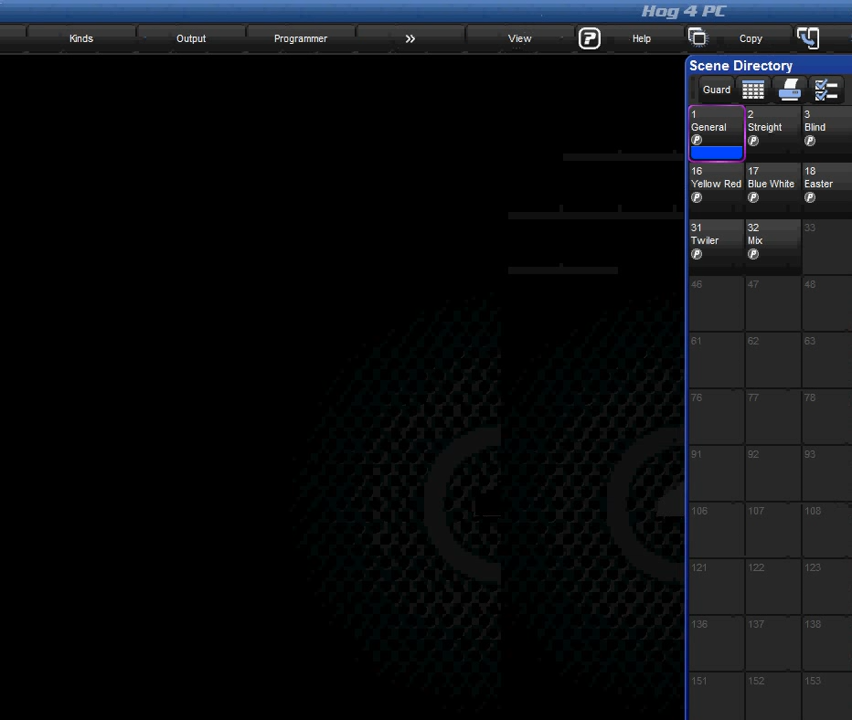 Hog 4 PC
Kinds Output Programmer » View Help Copy
Scene Directory
Guard
1 2 3
General Streight Blind
16 17 18
Yellow Red Blue White Easter
31 32 33
Twiler Mix
46 47 48
61 62 63
76 77 78
91 92 93
106 107 108
121 122 123
136 137 138
151 152 153